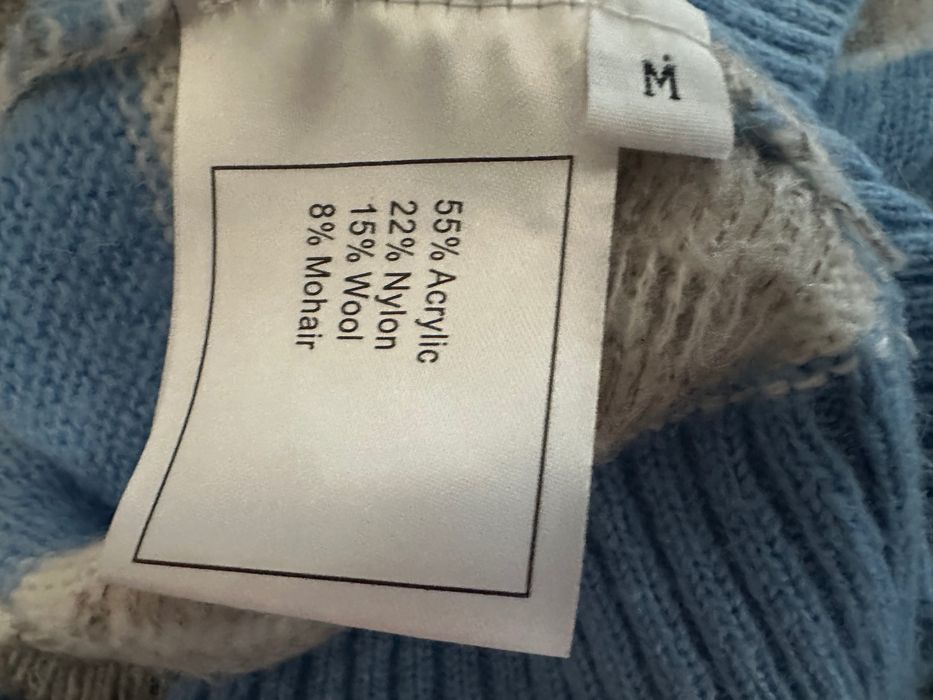 M
55% Acrylic
22% Nylon
15% Wool
8% Mohair